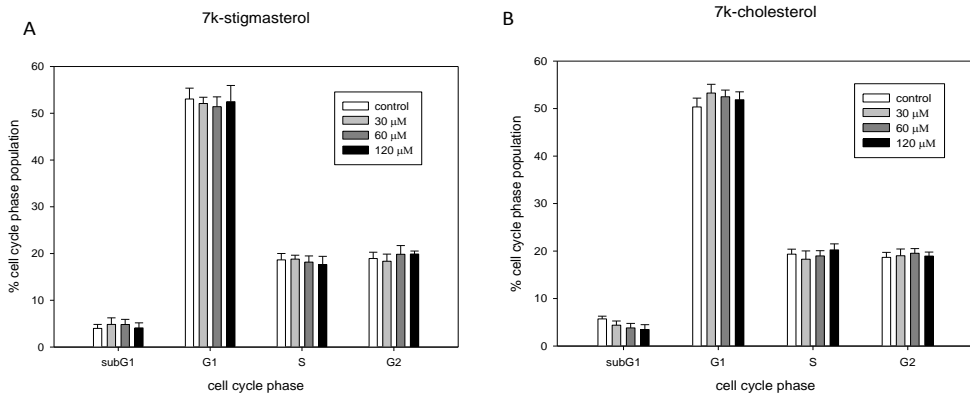 A
7k-stigmasterol
60
50
40
30
20
10
0
% cell cycle phase population
control
30 μM
60 μM
120 μM
subG1 G1 S G2
cell cycle phase
B
7k-cholesterol
60
50
40
30
20
10
0
% cell cycle phase population
control
30 μM
60 μM
120 μM
subG1 G1 S G2
cell cycle phase